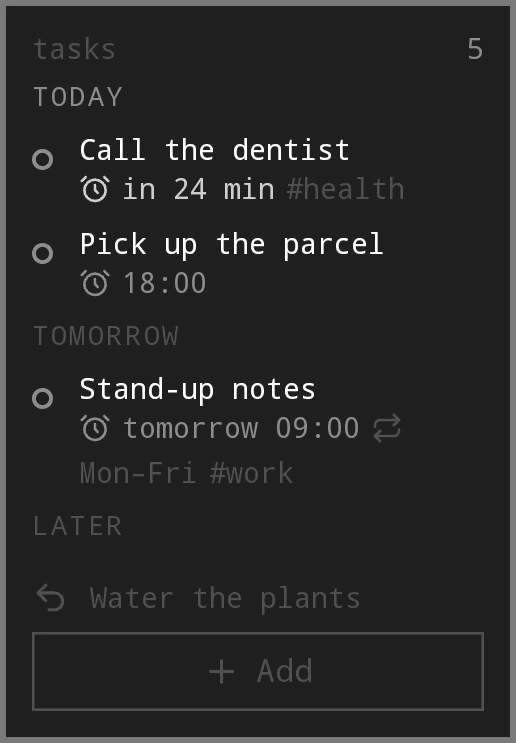 tasks 5
TODAY
Call the dentist
in 24 min #health
Pick up the parcel
18:00
TOMORROW
Stand-up notes
tomorrow 09:00
Mon–Fri #work
LATER
Water the plants
+ Add